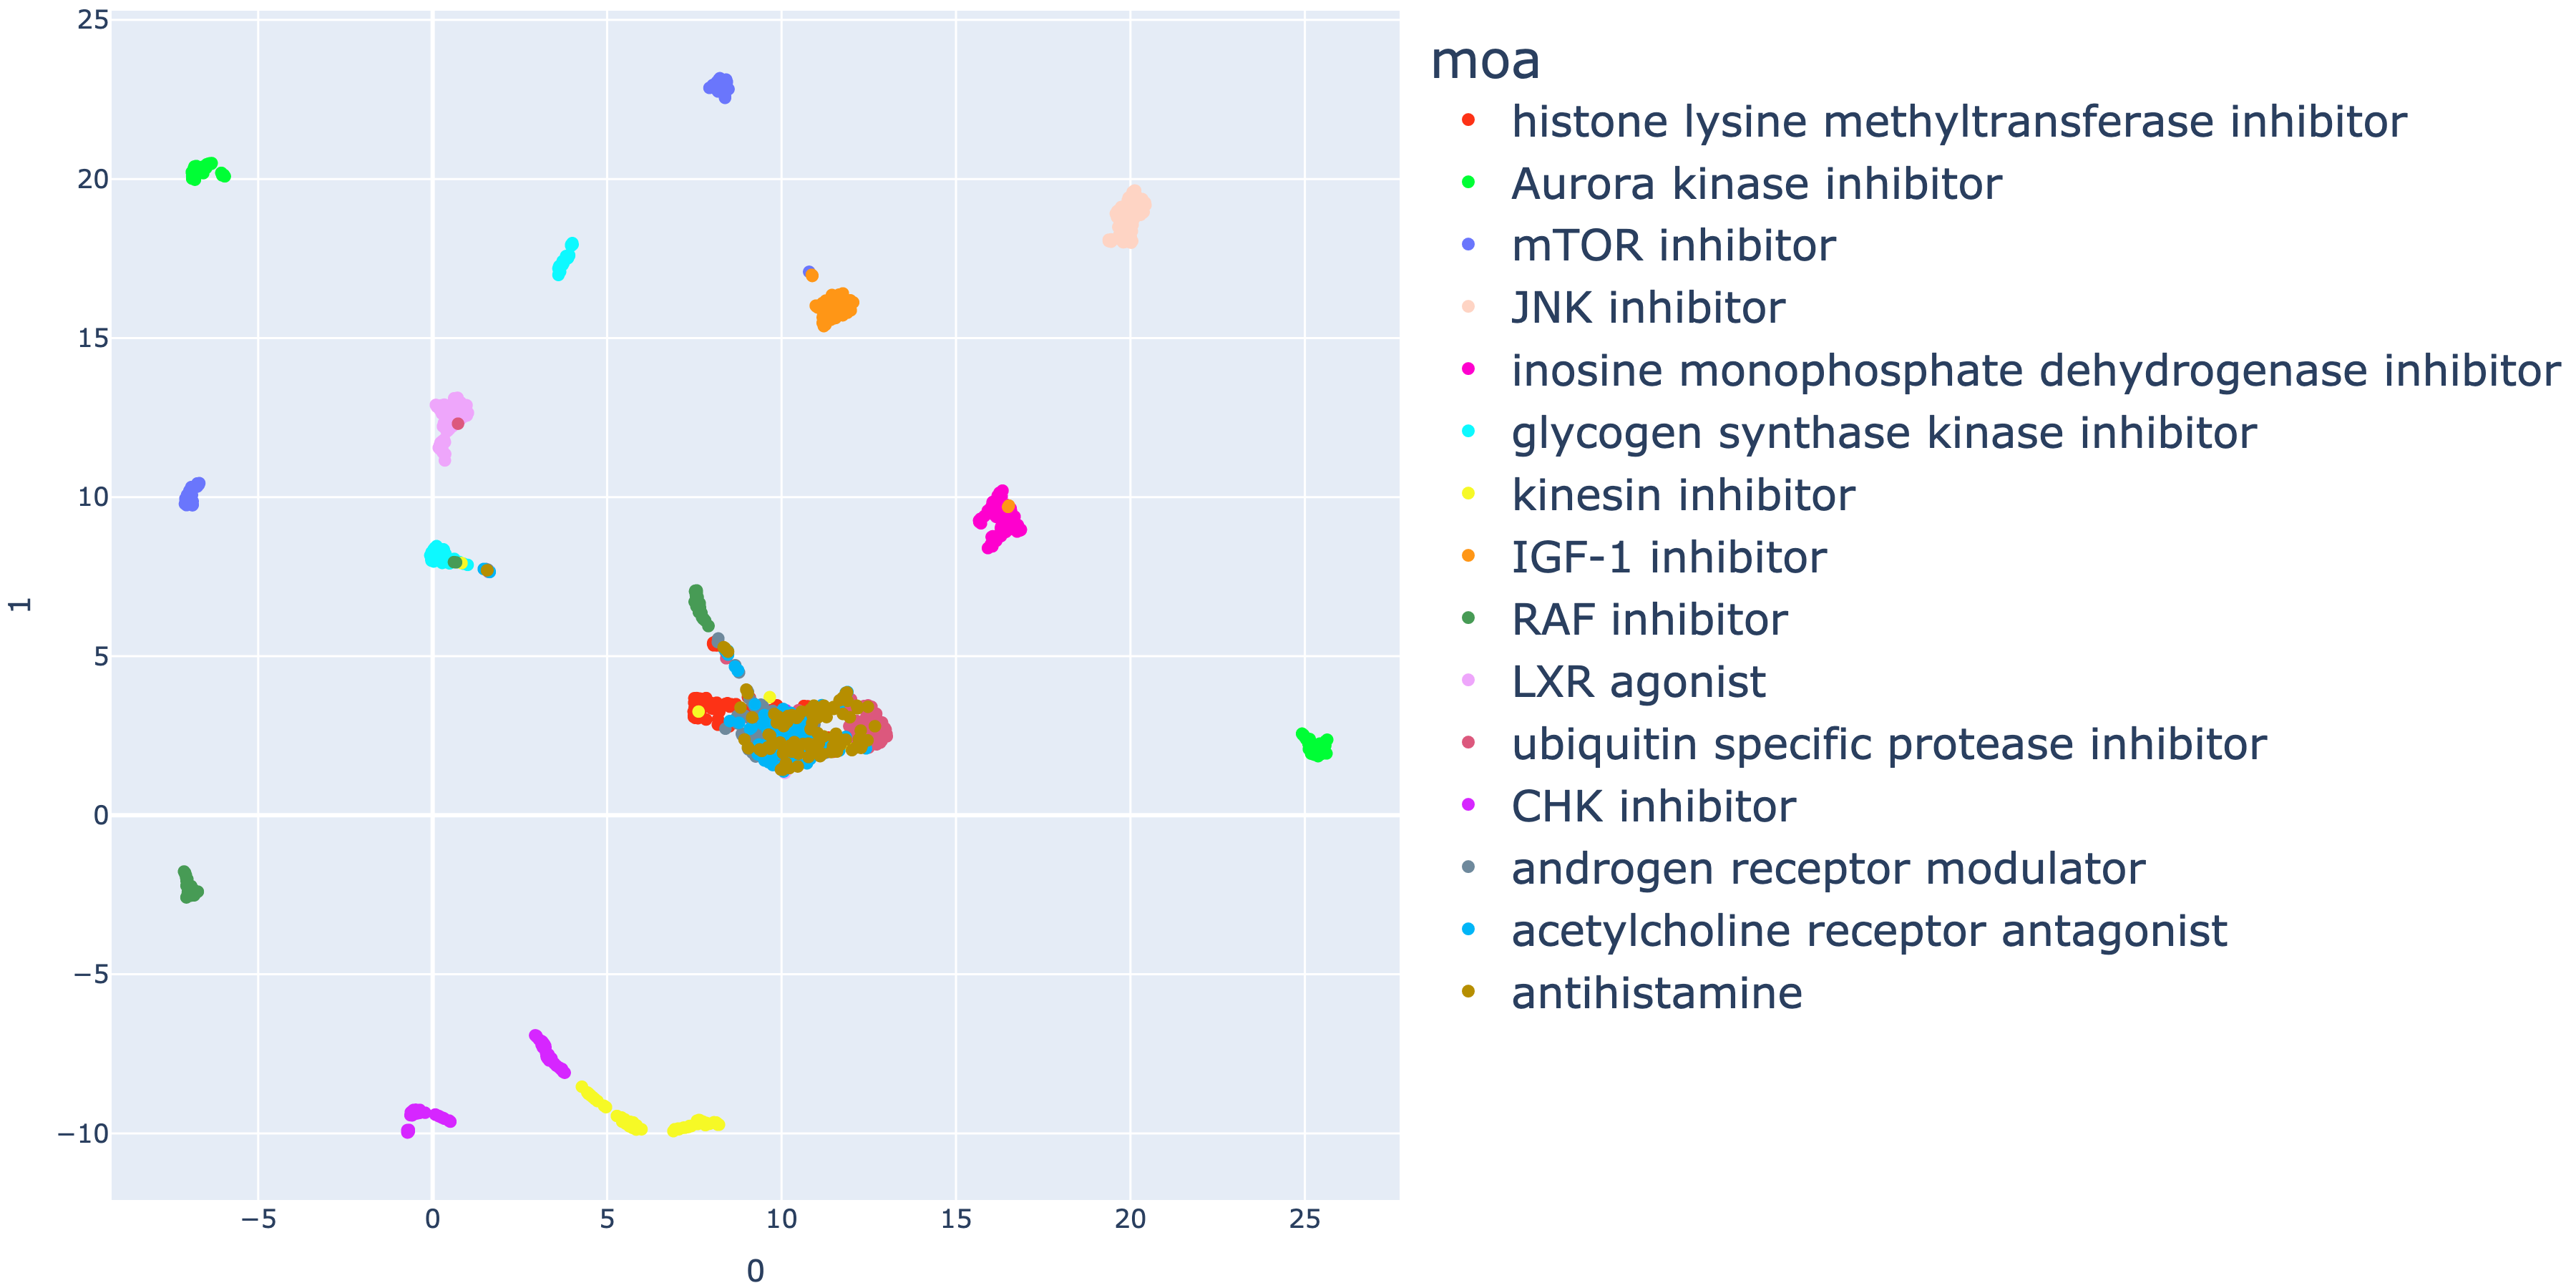 25
20
15
10
5
0
−5
−10
1
−5
0
5
10
15
20
25
0
moa
histone lysine methyltransferase inhibitor
Aurora kinase inhibitor
mTOR inhibitor
JNK inhibitor
inosine monophosphate dehydrogenase inhibitor
glycogen synthase kinase inhibitor
kinesin inhibitor
IGF-1 inhibitor
RAF inhibitor
LXR agonist
ubiquitin specific protease inhibitor
CHK inhibitor
androgen receptor modulator
acetylcholine receptor antagonist
antihistamine